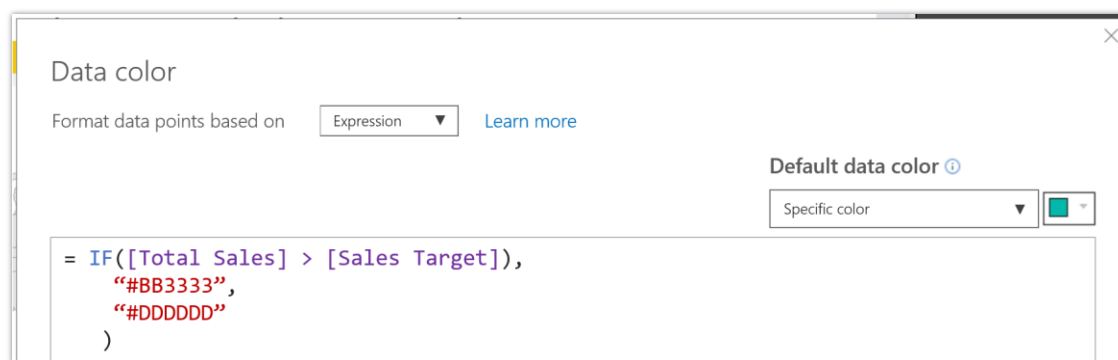 Data color
Format data points based on Expression ▼ Learn more
Default data color
Specific color ▼
= IF([Total Sales] > [Sales Target]),
“#BB3333”,
“#DDDDDD”
)